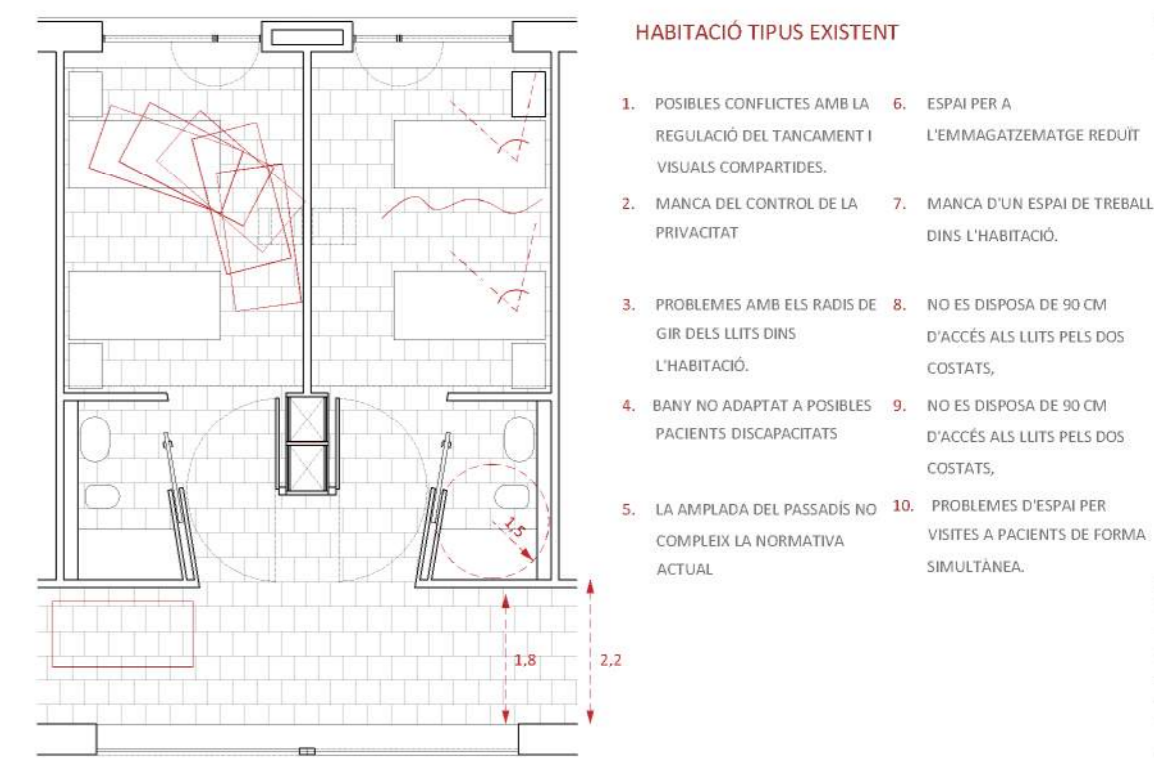 HABITACIÓ TIPUS EXISTENT
1. POSIBLES CONFLICTES AMB LA
REGULACIÓ DEL TANCAMENT I
VISUALS COMPARTIDES.
2. MANCA DEL CONTROL DE LA
PRIVACITAT
3. PROBLEMES AMB ELS RADIS DE
GIR DELS LLITS DINS
L'HABITACIÓ.
4. BANY NO ADAPTAT A POSIBLES
PACIENTS DISCAPACITATS
5. LA AMPLADA DEL PASSADÍS NO
COMPLEIX LA NORMATIVA
ACTUAL
6. ESPAI PER A
L'EMMAGATZEMATGE REDUÏT
7. MANCA D'UN ESPAI DE TREBALL
DINS L'HABITACIÓ.
8. NO ES DISPOSA DE 90 CM
D'ACCÉS ALS LLITS PELS DOS
COSTATS,
9. NO ES DISPOSA DE 90 CM
D'ACCÉS ALS LLITS PELS DOS
COSTATS,
10. PROBLEMES D'ESPAI PER
VISITES A PACIENTS DE FORMA
SIMULTÀNEA.
1,5
1,8
2,2